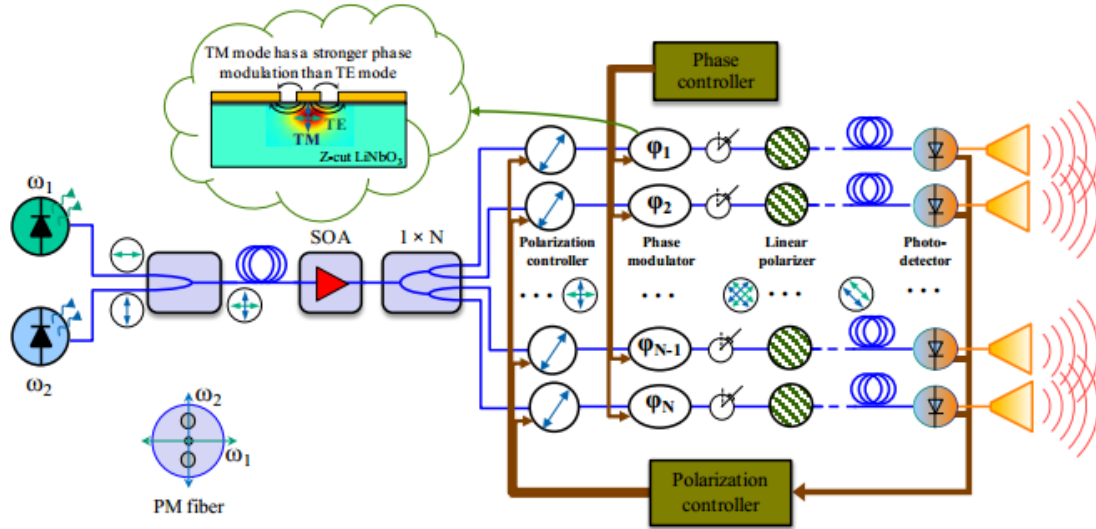 TM mode has a stronger phase
modulation than TE mode
TE
TM
Z-cut LiNbO3
Phase
controller
φ1
φ2
ω1
SOA
1 × N
Polarization
controller
Phase
modulator
Linear
polarizer
Photo-
detector
• • •
• • •
• • •
• • •
ω2
φN-1
φN
ω2
ω1
PM fiber
Polarization
controller